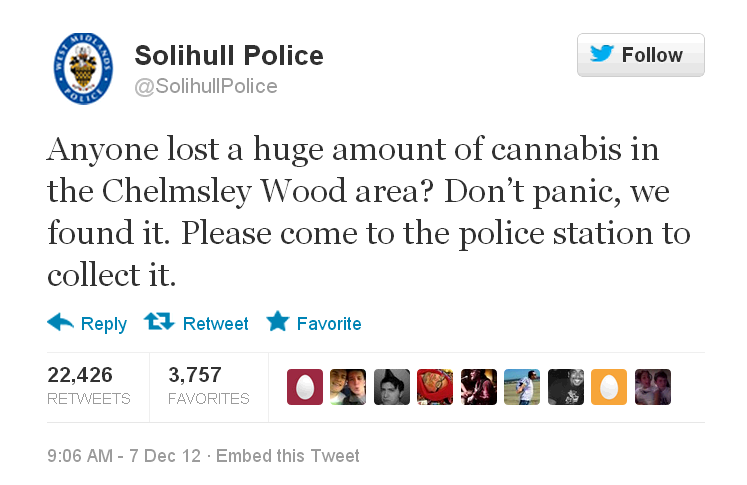 WEST MIDLANDS
POLICE
Solihull Police
@SolihullPolice
Follow
Anyone lost a huge amount of cannabis in
the Chelmsley Wood area? Don’t panic, we
found it. Please come to the police station to
collect it.
Reply Retweet Favorite
22,426 3,757
RETWEETS FAVORITES
9:06 AM - 7 Dec 12 · Embed this Tweet